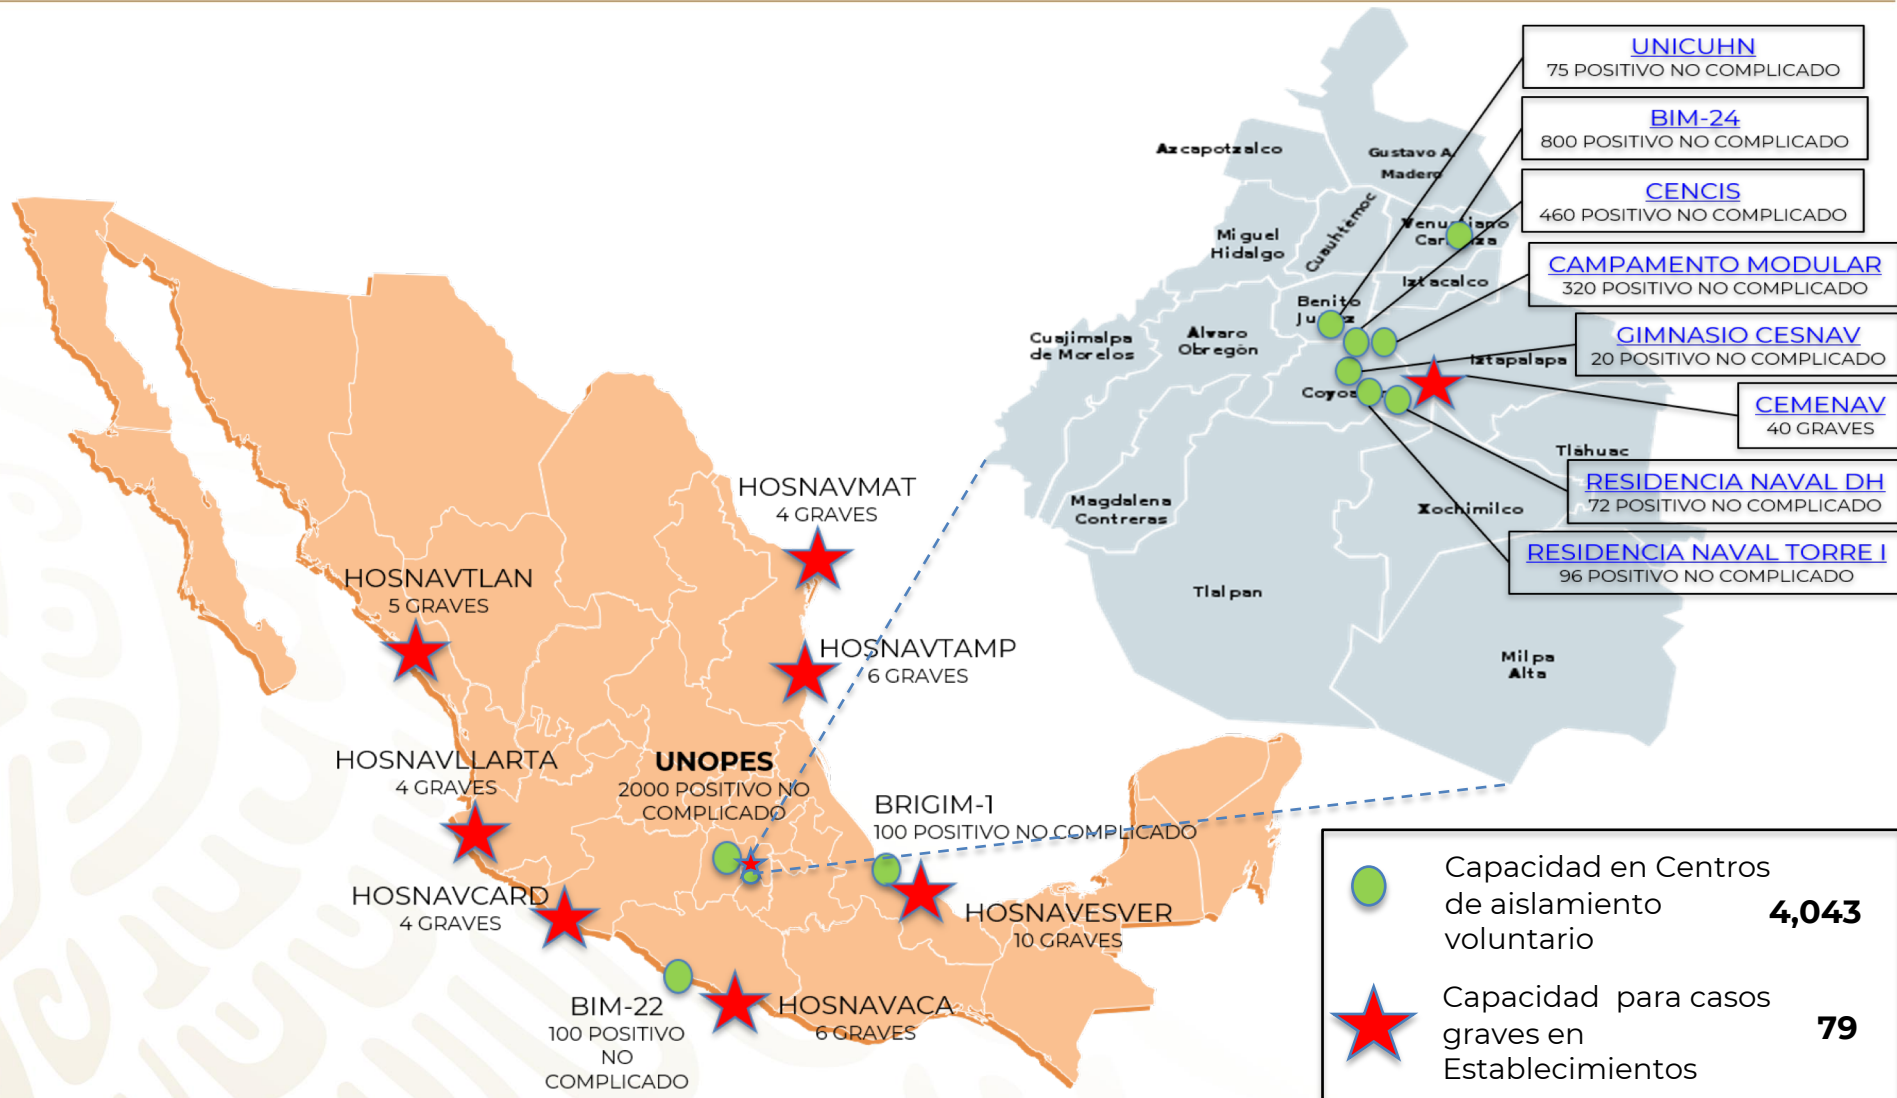 UNICUHN
75 POSITIVO NO COMPLICADO
BIM-24
800 POSITIVO NO COMPLICADO
CENCIS
460 POSITIVO NO COMPLICADO
CAMPAMENTO MODULAR
320 POSITIVO NO COMPLICADO
GIMNASIO CESNAV
20 POSITIVO NO COMPLICADO
CEMENAV
40 GRAVES
RESIDENCIA NAVAL DH
72 POSITIVO NO COMPLICADO
RESIDENCIA NAVAL TORRE I
96 POSITIVO NO COMPLICADO
Azcapotzalco
Gustavo A
Madero
Miguel
Hidalgo
Cuauhtémoc
Venustiano
Carranza
Iztacalco
Benito
Juárez
Cuajimalpa
de Morelos
Alvaro
Obregòn
Iztapalapa
Coyoa
Tláhuac
Magdalena
Contreras
Xochimilco
Tlalpan
Milpa
Alta
HOSNAVMAT
4 GRAVES
HOSNAVTLAN
5 GRAVES
HOSNAVTAMP
6 GRAVES
HOSNAVLLARTA
4 GRAVES
UNOPES
2000 POSITIVO NO
COMPLICADO
BRIGIM-1
100 POSITIVO NO COMPLICADO
HOSNAVCARD
4 GRAVES
HOSNAVESVER
10 GRAVES
BIM-22
100 POSITIVO
NO
COMPLICADO
HOSNAVACA
6 GRAVES
Capacidad en Centros
de aislamiento
voluntario
4,043
Capacidad para casos
graves en
Establecimientos
79